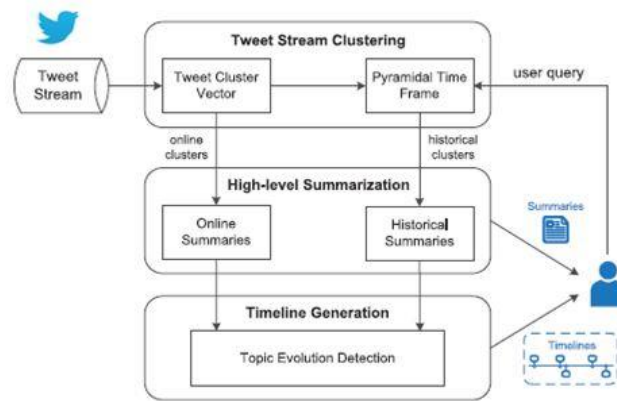 Tweet Stream Clustering
Tweet
Stream
Tweet Cluster
Vector
Pyramidal Time
Frame
user query
online
clusters
historical
clusters
High-level Summarization
Online
Summaries
Historical
Summaries
Summaries
Timeline Generation
Topic Evolution Detection
Timelines